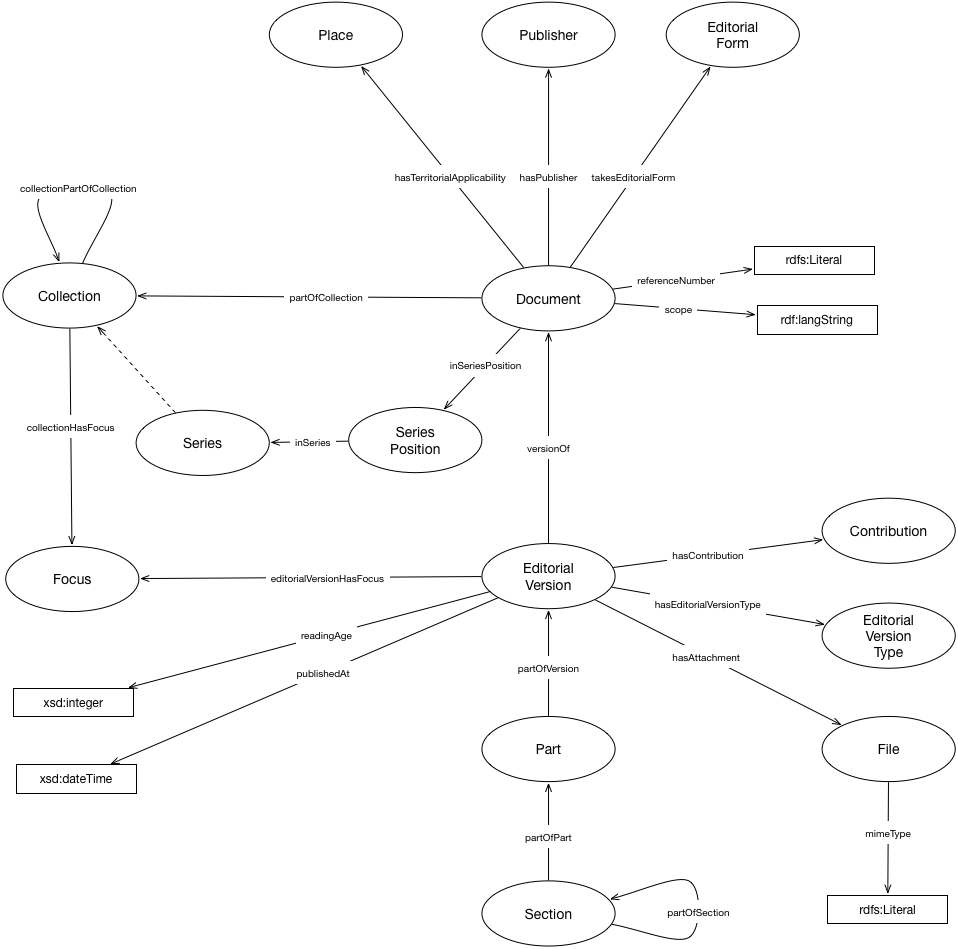 Place
Publisher
Editorial
Form
hasTerritorialApplicability
hasPublisher
takesEditorialForm
collectionPartOfCollection
rdfs:Literal
referenceNumber
Collection
partOfCollection
Document
scope
rdf:langString
inSeriesPosition
collectionHasFocus
Series
inSeries
Series
Position
versionOf
Contribution
hasContribution
Focus
editorialVersionHasFocus
Editorial
Version
hasEditorialVersionType
Editorial
Version
Type
readingAge
hasAttachment
publishedAt
partOfVersion
xsd:integer
Part
File
xsd:dateTime
partOfPart
mimeType
Section
partOfSection
rdfs:Literal